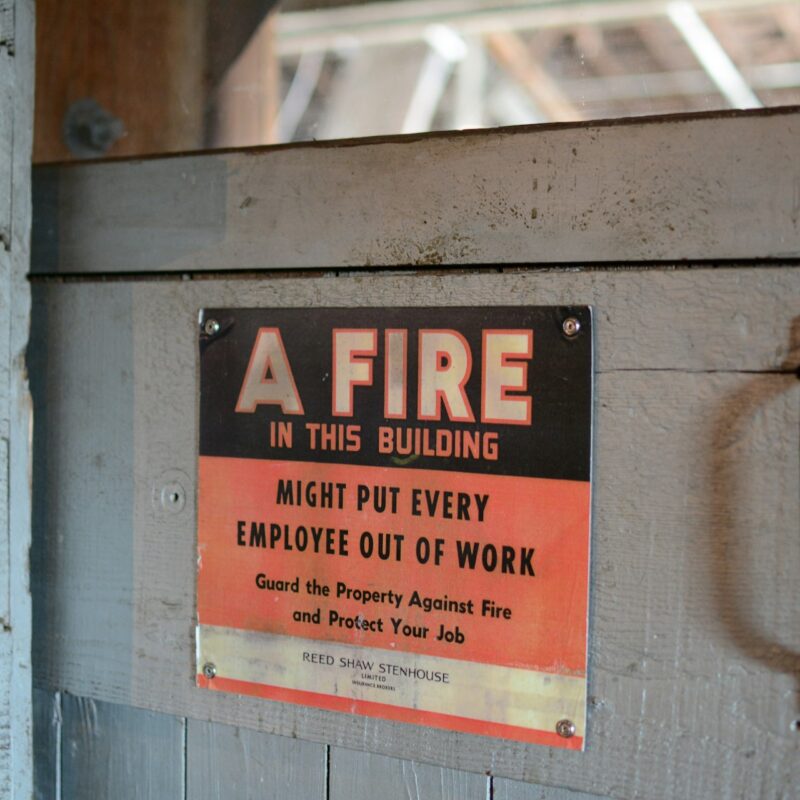 A FIRE
IN THIS BUILDING
MIGHT PUT EVERY
EMPLOYEE OUT OF WORK
Guard the Property Against Fire
and Protect Your Job
REED SHAW STENHOUSE
LIMITED
INSURANCE BROKERS